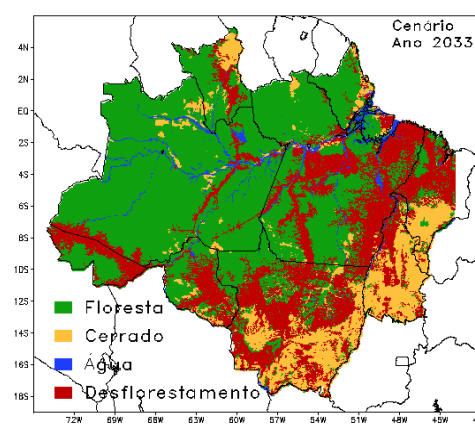 Cenário
Ano 2033
4N
2N
EQ
2S
4S
6S
8S
10S
12S
14S
16S
18S
Floresta
Cerrado
Água
Desflorestamento
72W
69W
66W
63W
60W
57W
54W
51W
48W
45W